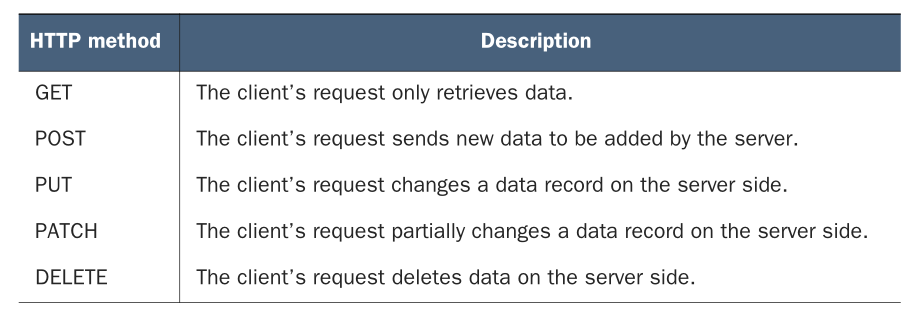 HTTP method Description
GET The client’s request only retrieves data.
POST The client’s request sends new data to be added by the server.
PUT The client’s request changes a data record on the server side.
PATCH The client’s request partially changes a data record on the server side.
DELETE The client’s request deletes data on the server side.